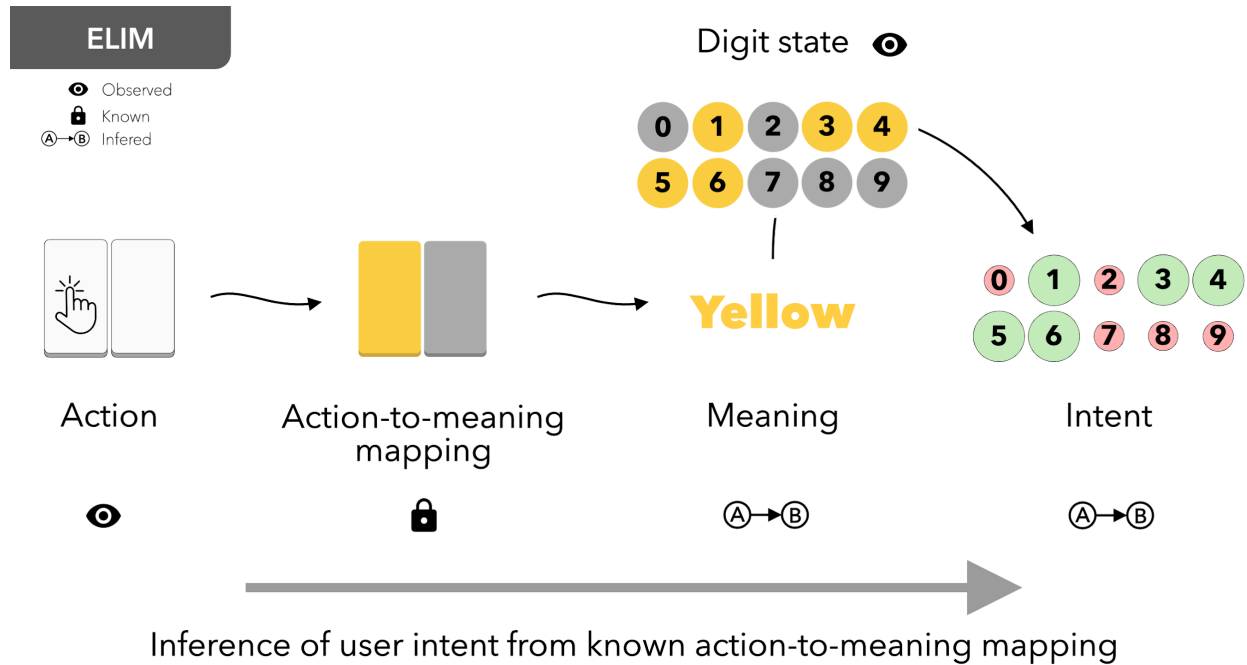 ELIM
Observed
Known
A B Infered
Digit state
0 1 2 3 4
5 6 7 8 9
Yellow
0 1 2 3 4
5 6 7 8 9
Action
Action-to-meaning
mapping
Meaning
Intent
A B
A B
Inference of user intent from known action-to-meaning mapping